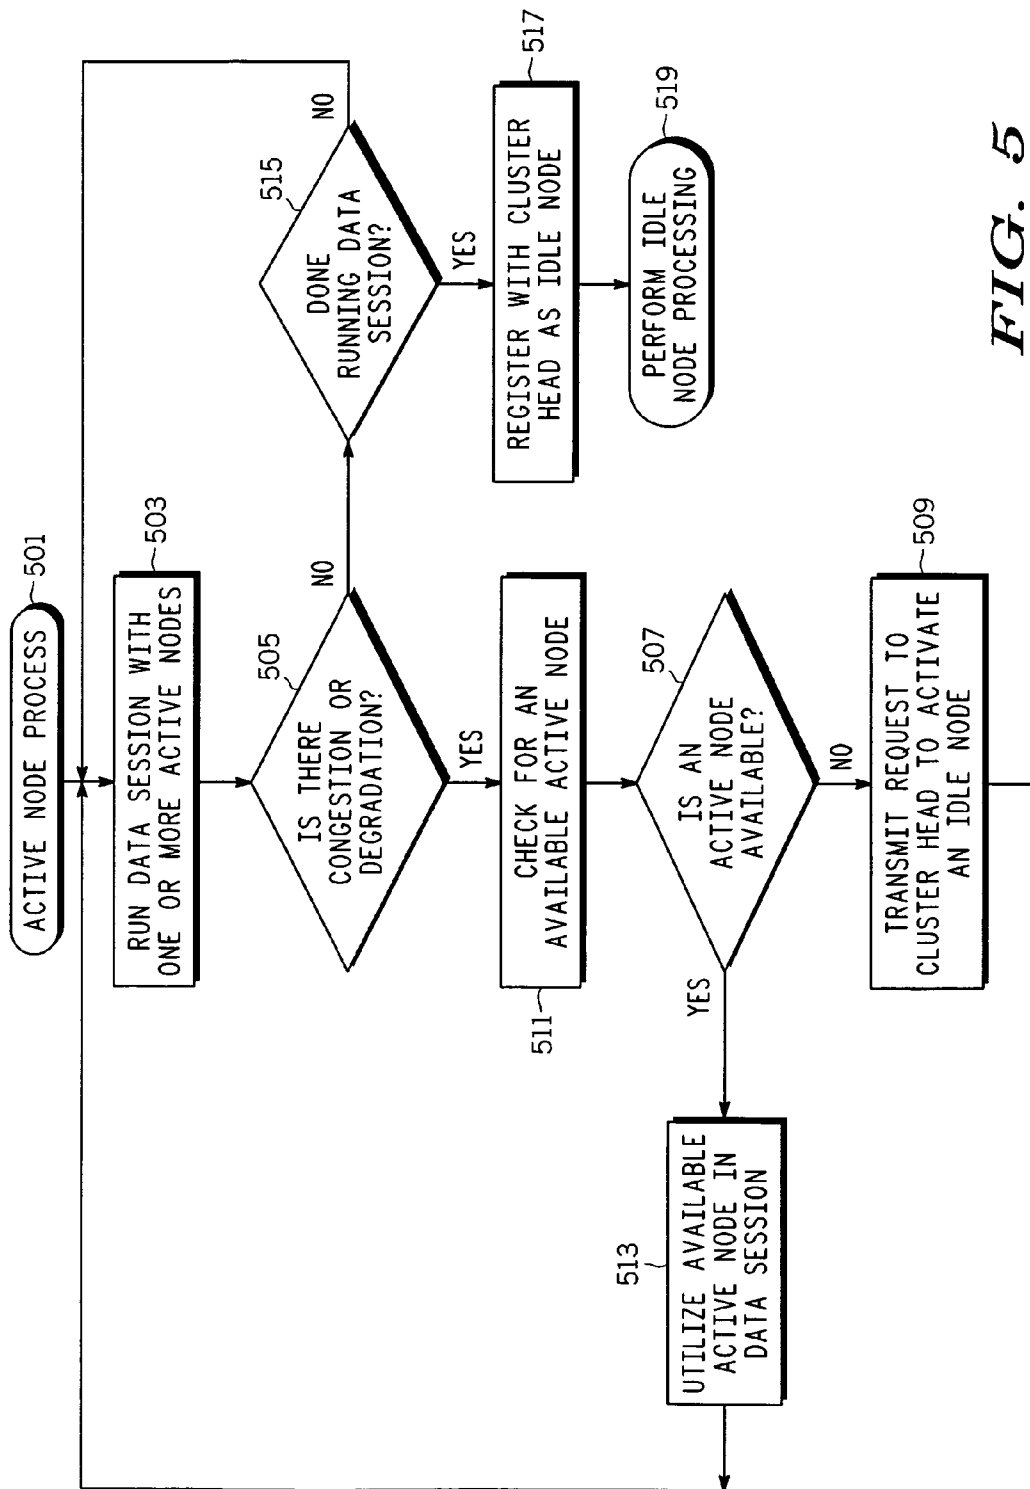 ACTIVE NODE PROCESS
501
RUN DATA SESSION WITH
ONE OR MORE ACTIVE NODES
503
IS THERE
CONGESTION OR
DEGRADATION?
505
NO
YES
DONE
RUNNING DATA
SESSION?
515
NO
YES
REGISTER WITH CLUSTER
HEAD AS IDLE NODE
517
PERFORM IDLE
NODE PROCESSING
519
CHECK FOR AN
AVAILABLE ACTIVE NODE
511
IS AN
ACTIVE NODE
AVAILABLE?
507
YES
NO
UTILIZE AVAILABLE
ACTIVE NODE IN
DATA SESSION
513
TRANSMIT REQUEST TO
CLUSTER HEAD TO ACTIVATE
AN IDLE NODE
509
FIG. 5